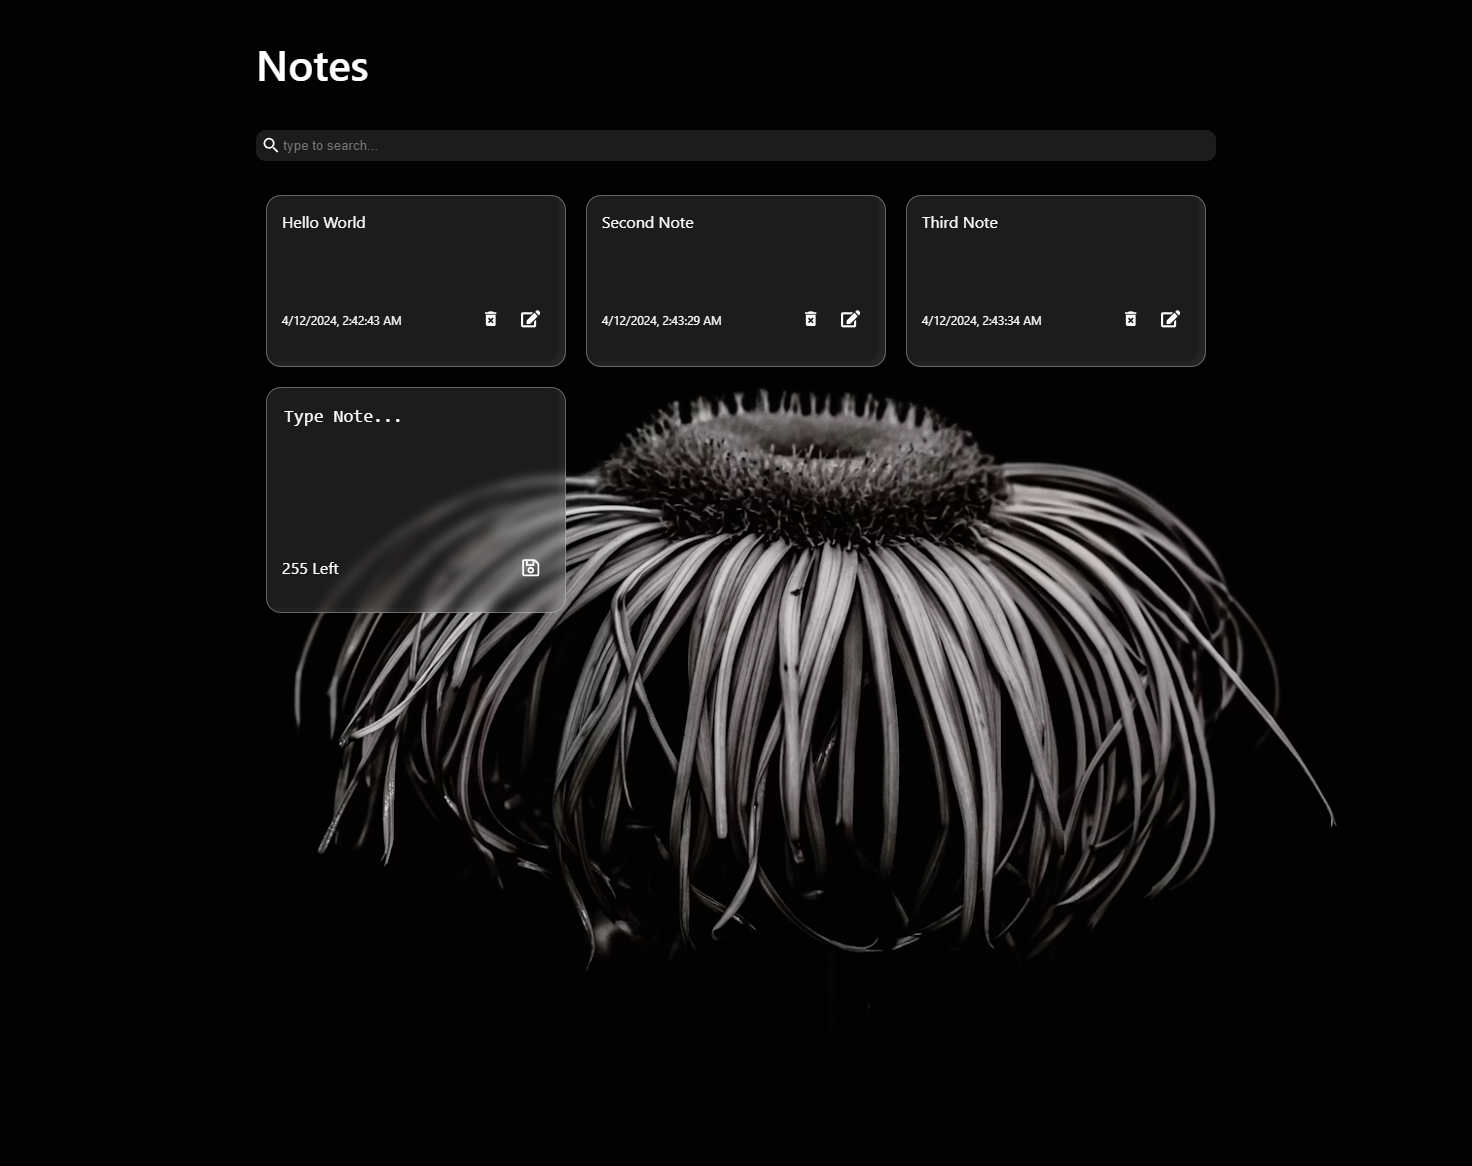 Notes
type to search...
Hello World
4/12/2024, 2:42:43 AM
Second Note
4/12/2024, 2:43:29 AM
Third Note
4/12/2024, 2:43:34 AM
Type Note...
255 Left